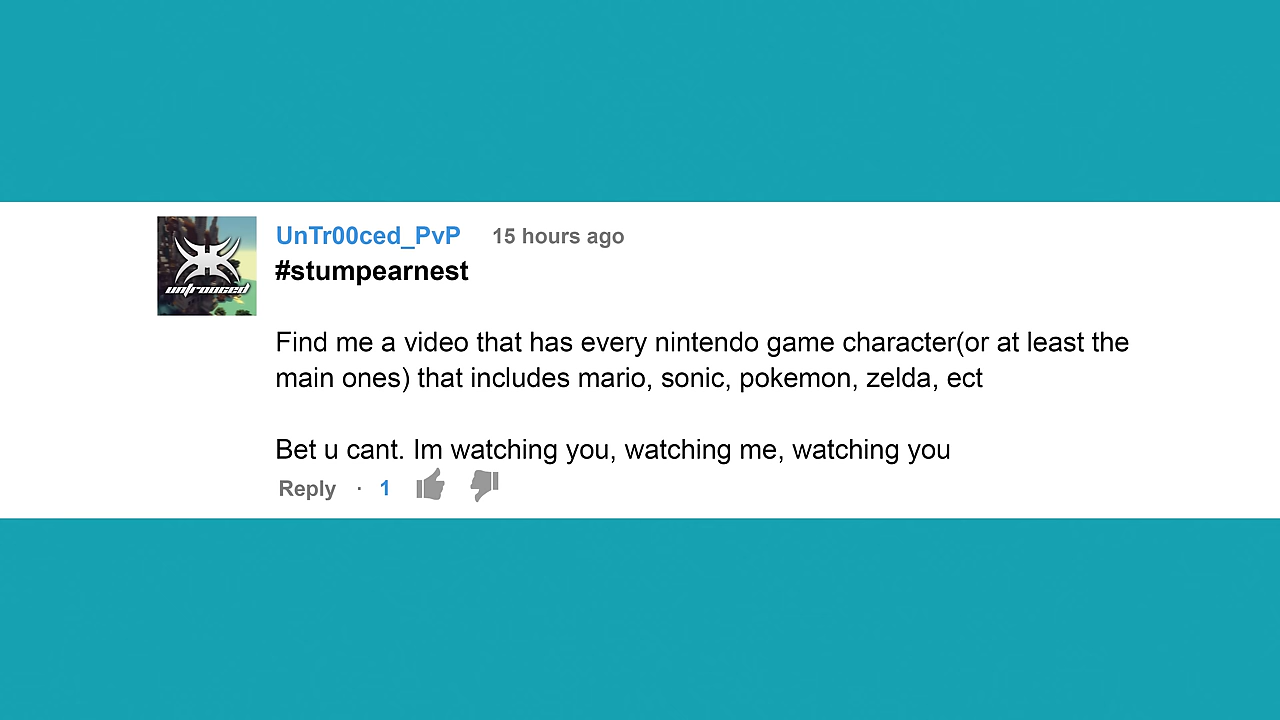 UnTr00ced_PvP 15 hours ago
#stumpearnest
untrooced
Find me a video that has every nintendo game character(or at least the
main ones) that includes mario, sonic, pokemon, zelda, ect
Bet u cant. Im watching you, watching me, watching you
Reply · 1